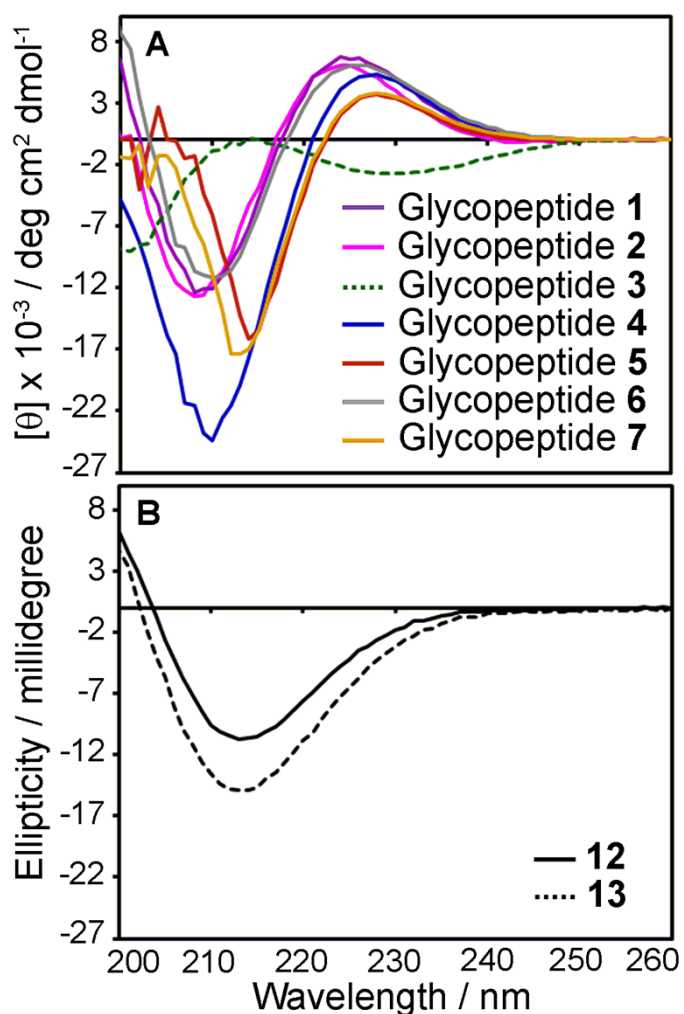 A
8
3
-2
-7
-12
-17
-22
-27
[θ] x 10-3 / deg cm2 dmol-1
Glycopeptide 1
Glycopeptide 2
Glycopeptide 3
Glycopeptide 4
Glycopeptide 5
Glycopeptide 6
Glycopeptide 7
B
8
3
-2
-7
-12
-17
-22
-27
Ellipticity / millidegree
12
13
200 210 220 230 240 250 260
Wavelength / nm